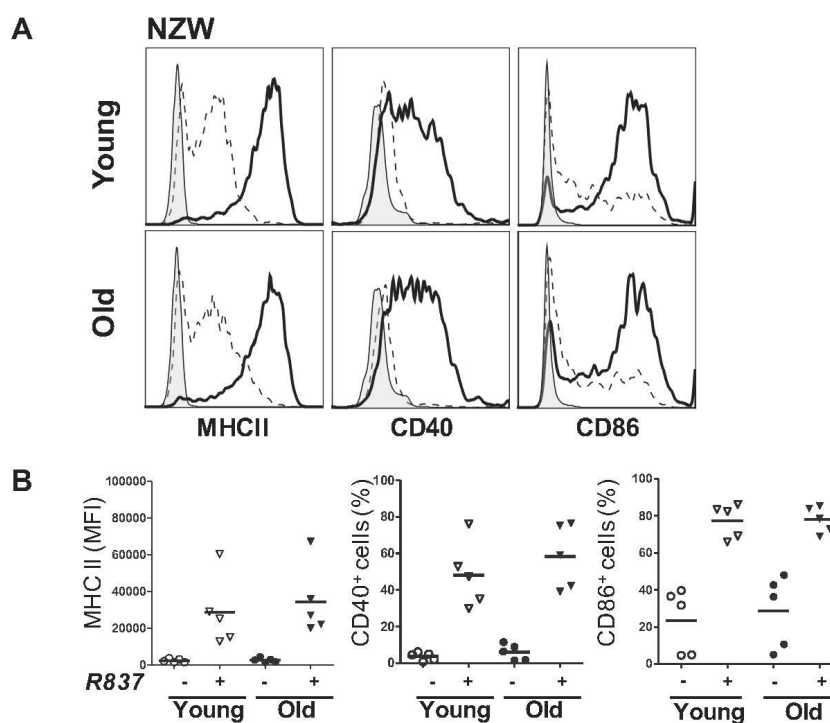 A
NZW
Young
Old
MHCII CD40 CD86
B
MHC II (MFI)
100000
80000
60000
40000
20000
0
CD40+ cells (%)
100
80
60
40
20
0
CD86+ cells (%)
100
80
60
40
20
0
R837 - + - + - + - + - + - +
Young Old Young Old Young Old